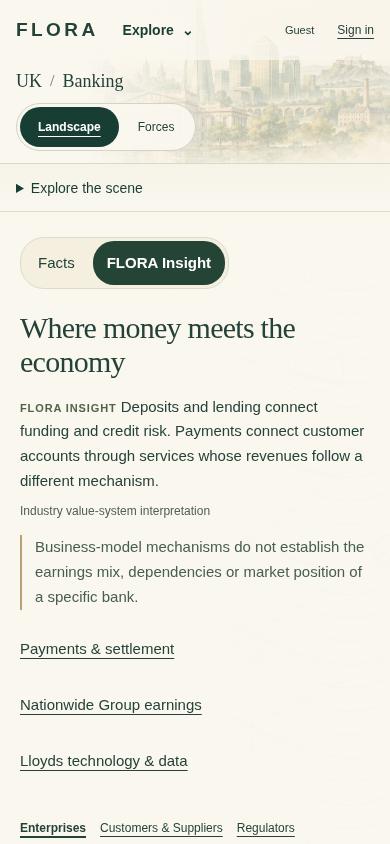 FLORA Explore Guest Sign in
UK / Banking
Landscape Forces
Explore the scene
Facts FLORA Insight
Where money meets the
economy
FLORA INSIGHT Deposits and lending connect
funding and credit risk. Payments connect customer
accounts through services whose revenues follow a
different mechanism.
Industry value-system interpretation
Business-model mechanisms do not establish the
earnings mix, dependencies or market position of
a specific bank.
Payments & settlement
Nationwide Group earnings
Lloyds technology & data
Enterprises Customers & Suppliers Regulators